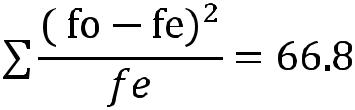 ∑ ( fo − fe)² / fe = 66.8